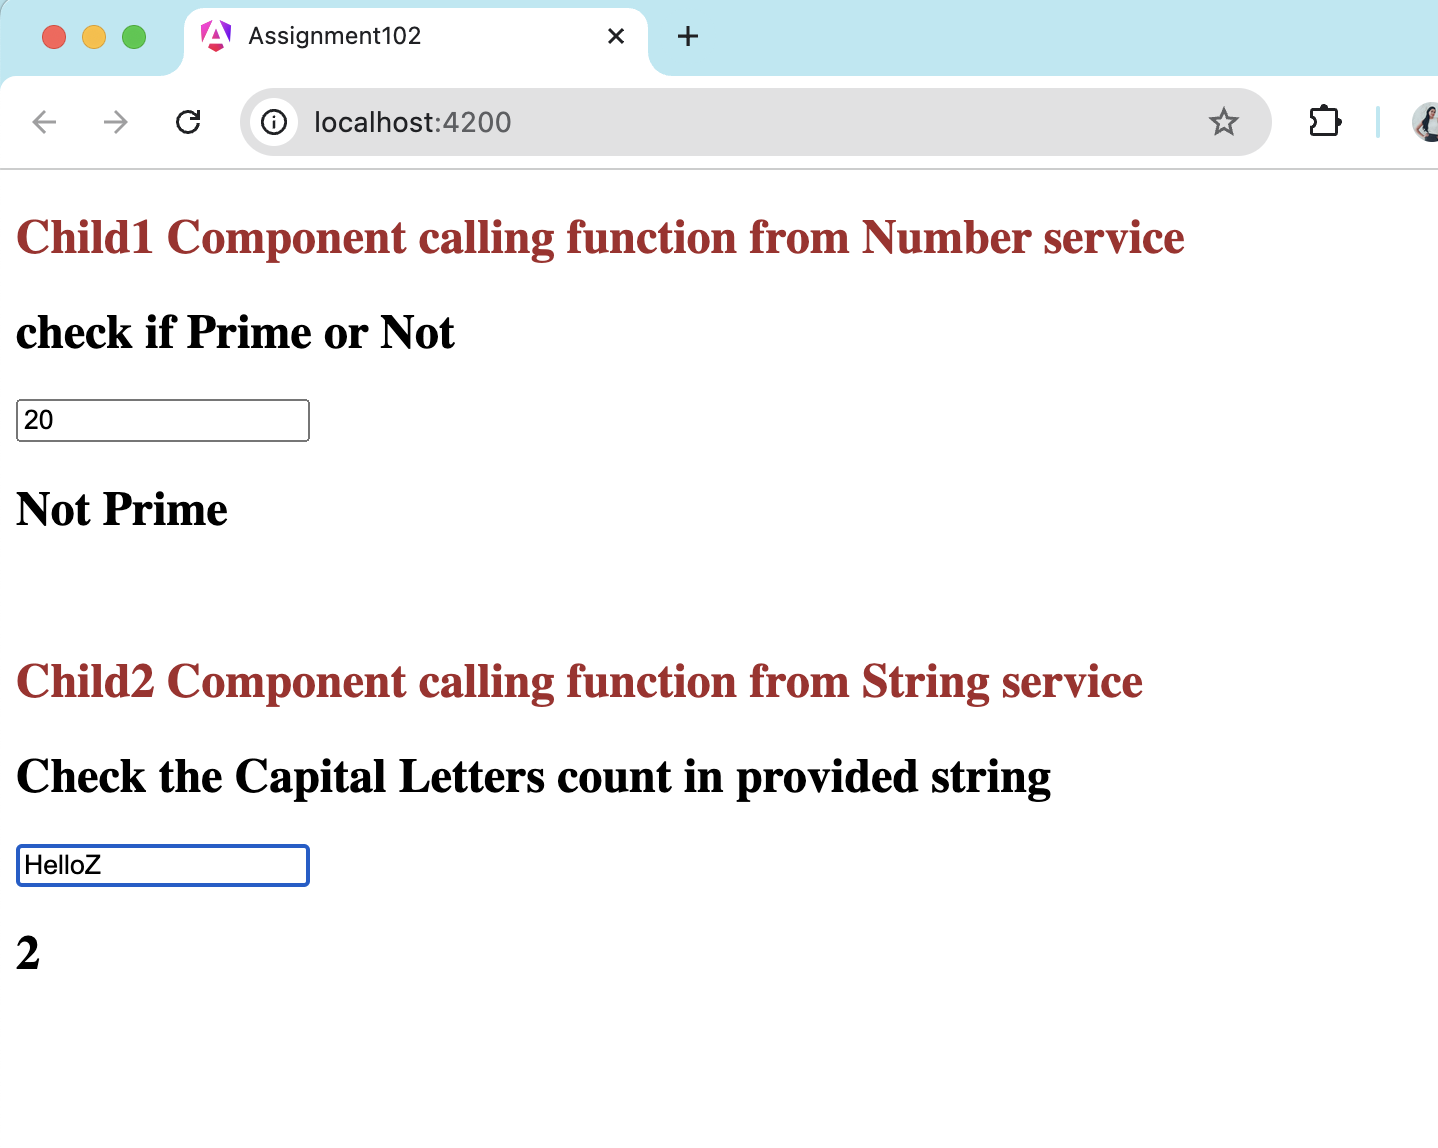 Assignment102
localhost:4200
Child1 Component calling function from Number service
check if Prime or Not
20
Not Prime
Child2 Component calling function from String service
Check the Capital Letters count in provided string
HelloZ
2